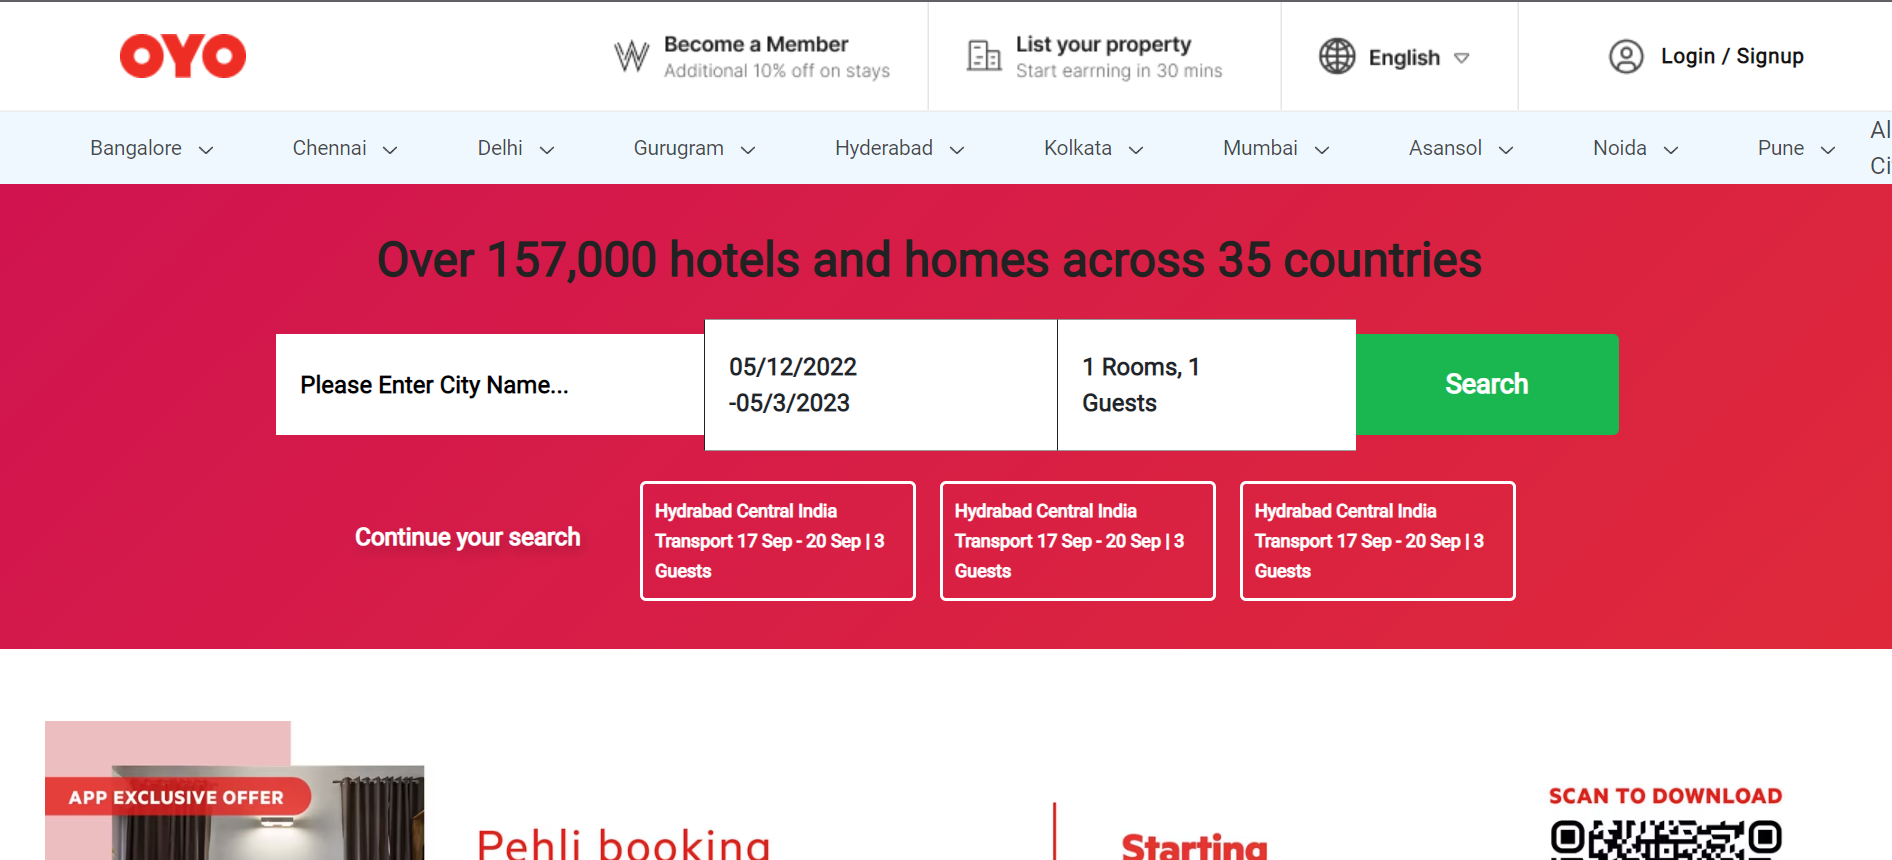 OYO
Become a Member
Additional 10% off on stays
List your property
Start earrning in 30 mins
English
Login / Signup
Bangalore
Chennai
Delhi
Gurugram
Hyderabad
Kolkata
Mumbai
Asansol
Noida
Pune
Al
Ci
Over 157,000 hotels and homes across 35 countries
Please Enter City Name...
05/12/2022
-05/3/2023
1 Rooms, 1
Guests
Search
Continue your search
Hydrabad Central India
Transport 17 Sep - 20 Sep | 3
Guests
Hydrabad Central India
Transport 17 Sep - 20 Sep | 3
Guests
Hydrabad Central India
Transport 17 Sep - 20 Sep | 3
Guests
APP EXCLUSIVE OFFER
Pehli booking
Starting
SCAN TO DOWNLOAD